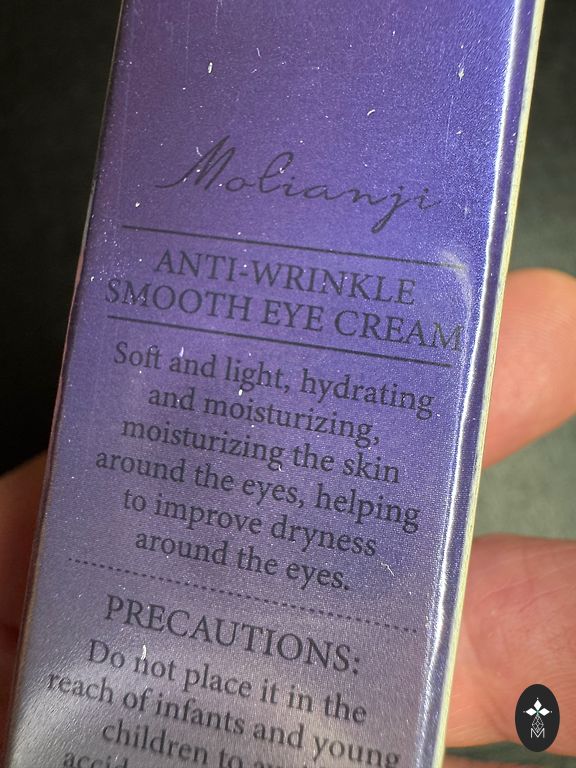 Molianji
ANTI-WRINKLE
SMOOTH EYE CREAM
Soft and light, hydrating
and moisturizing,
moisturizing the skin
around the eyes, helping
to improve dryness
around the eyes.
PRECAUTIONS:
Do not place it in the
reach of infants and young
children to
M